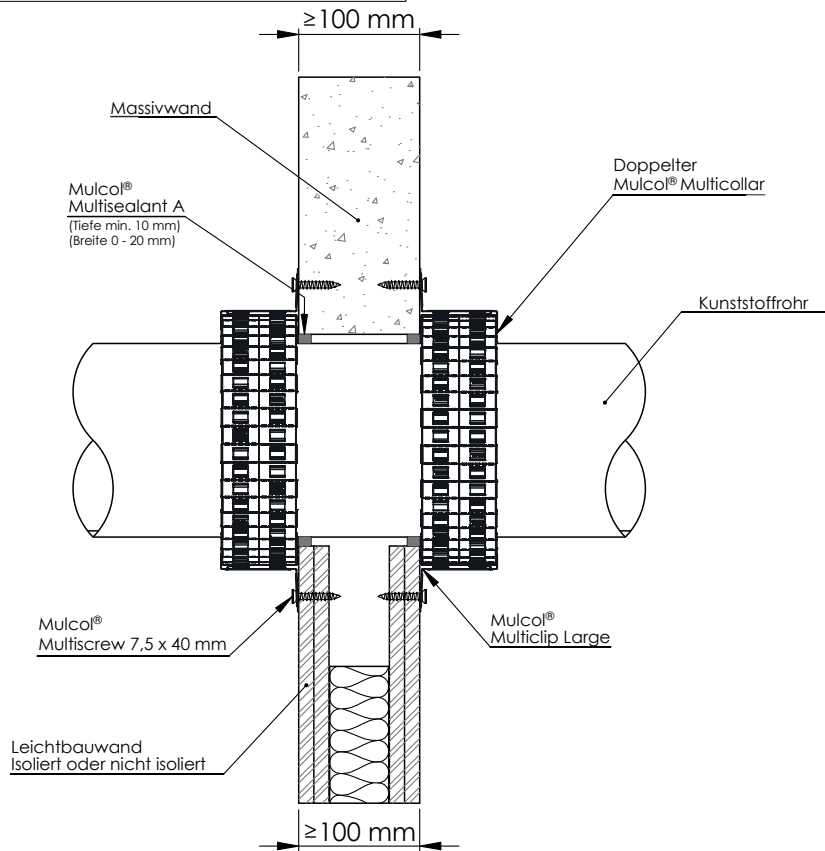 ≥100 mm
Massivwand
Mulcol®
Multisealant A
(Tiefe min. 10 mm)
(Breite 0 - 20 mm)
Doppelter
Mulcol® Multicollar
Kunststoffrohr
Mulcol®
Multiscrew 7,5 x 40 mm
Mulcol®
Multiclip Large
Leichtbauwand
Isoliert oder nicht isoliert
≥100 mm